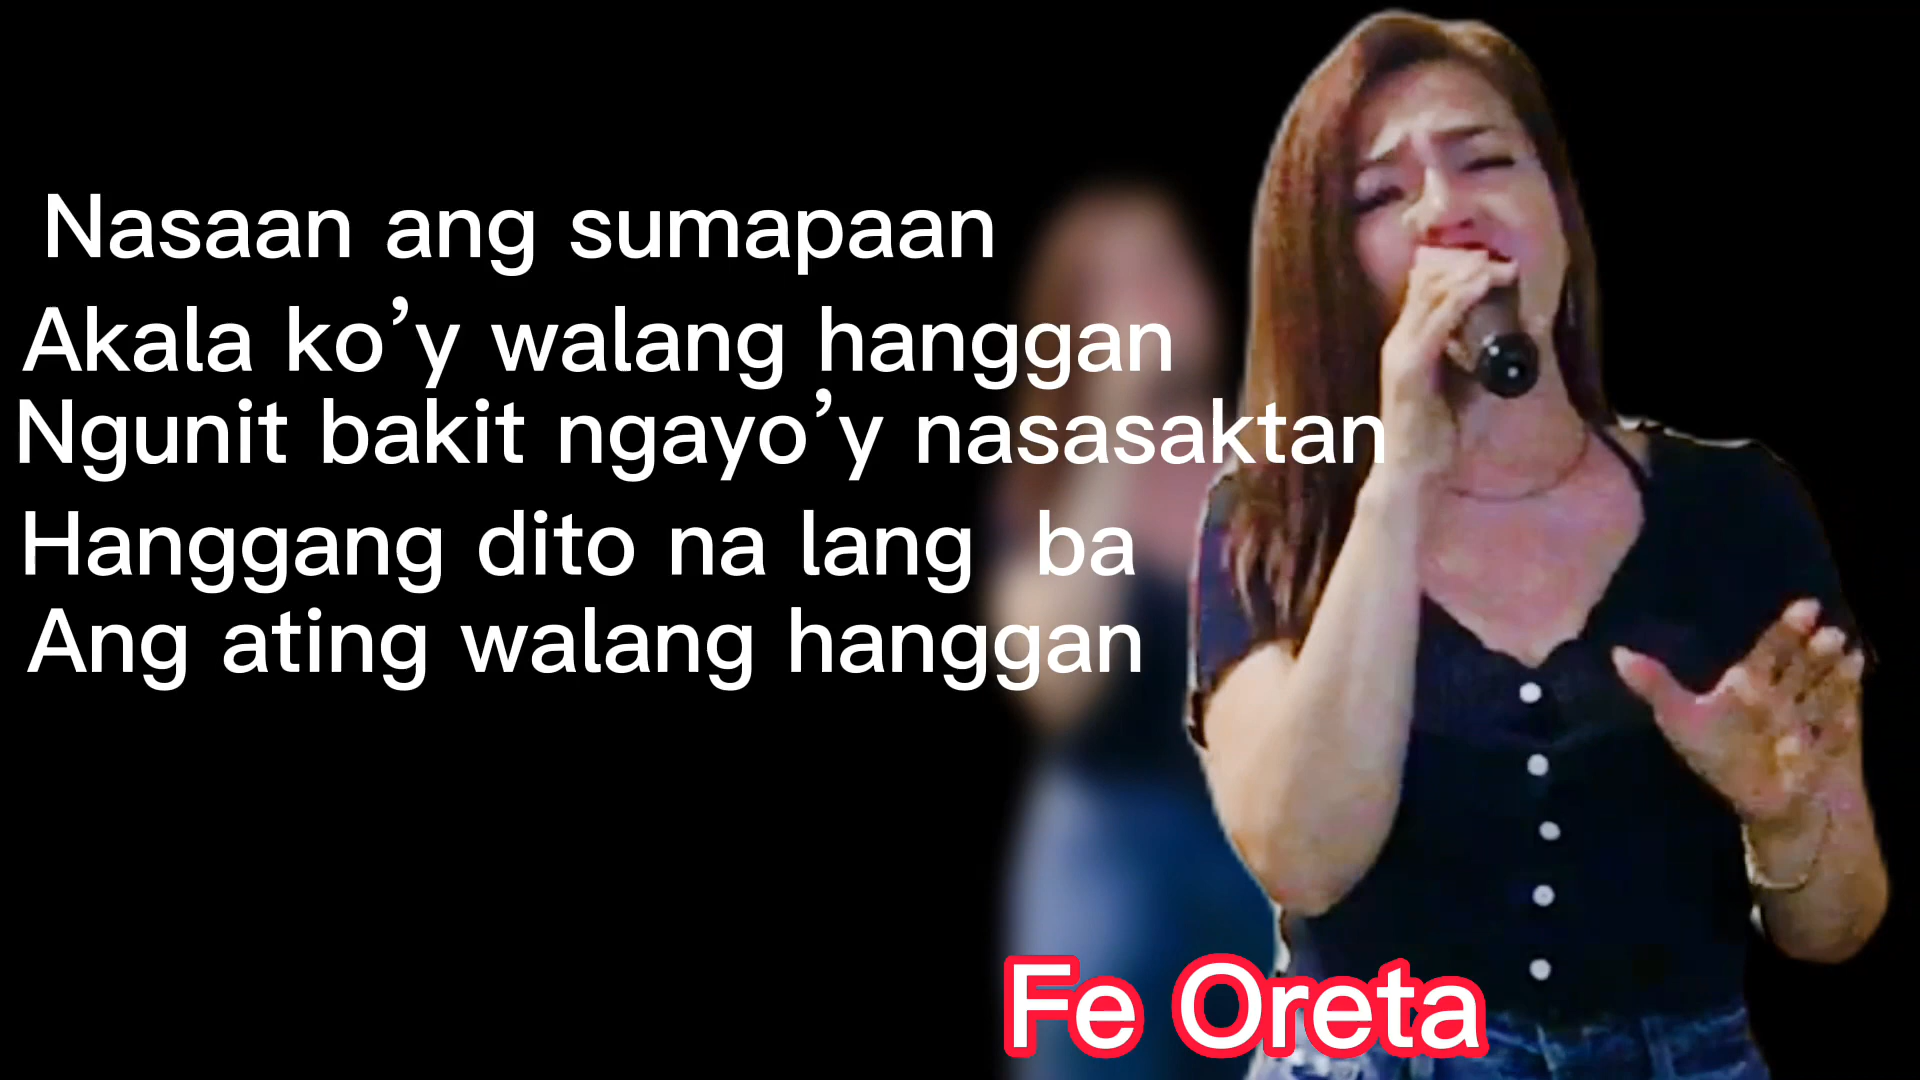 Nasaan ang sumapaan
Akala ko’y walang hanggan
Ngunit bakit ngayo’y nasasaktan
Hanggang dito na lang ba
Ang ating walang hanggan
Fe Oreta